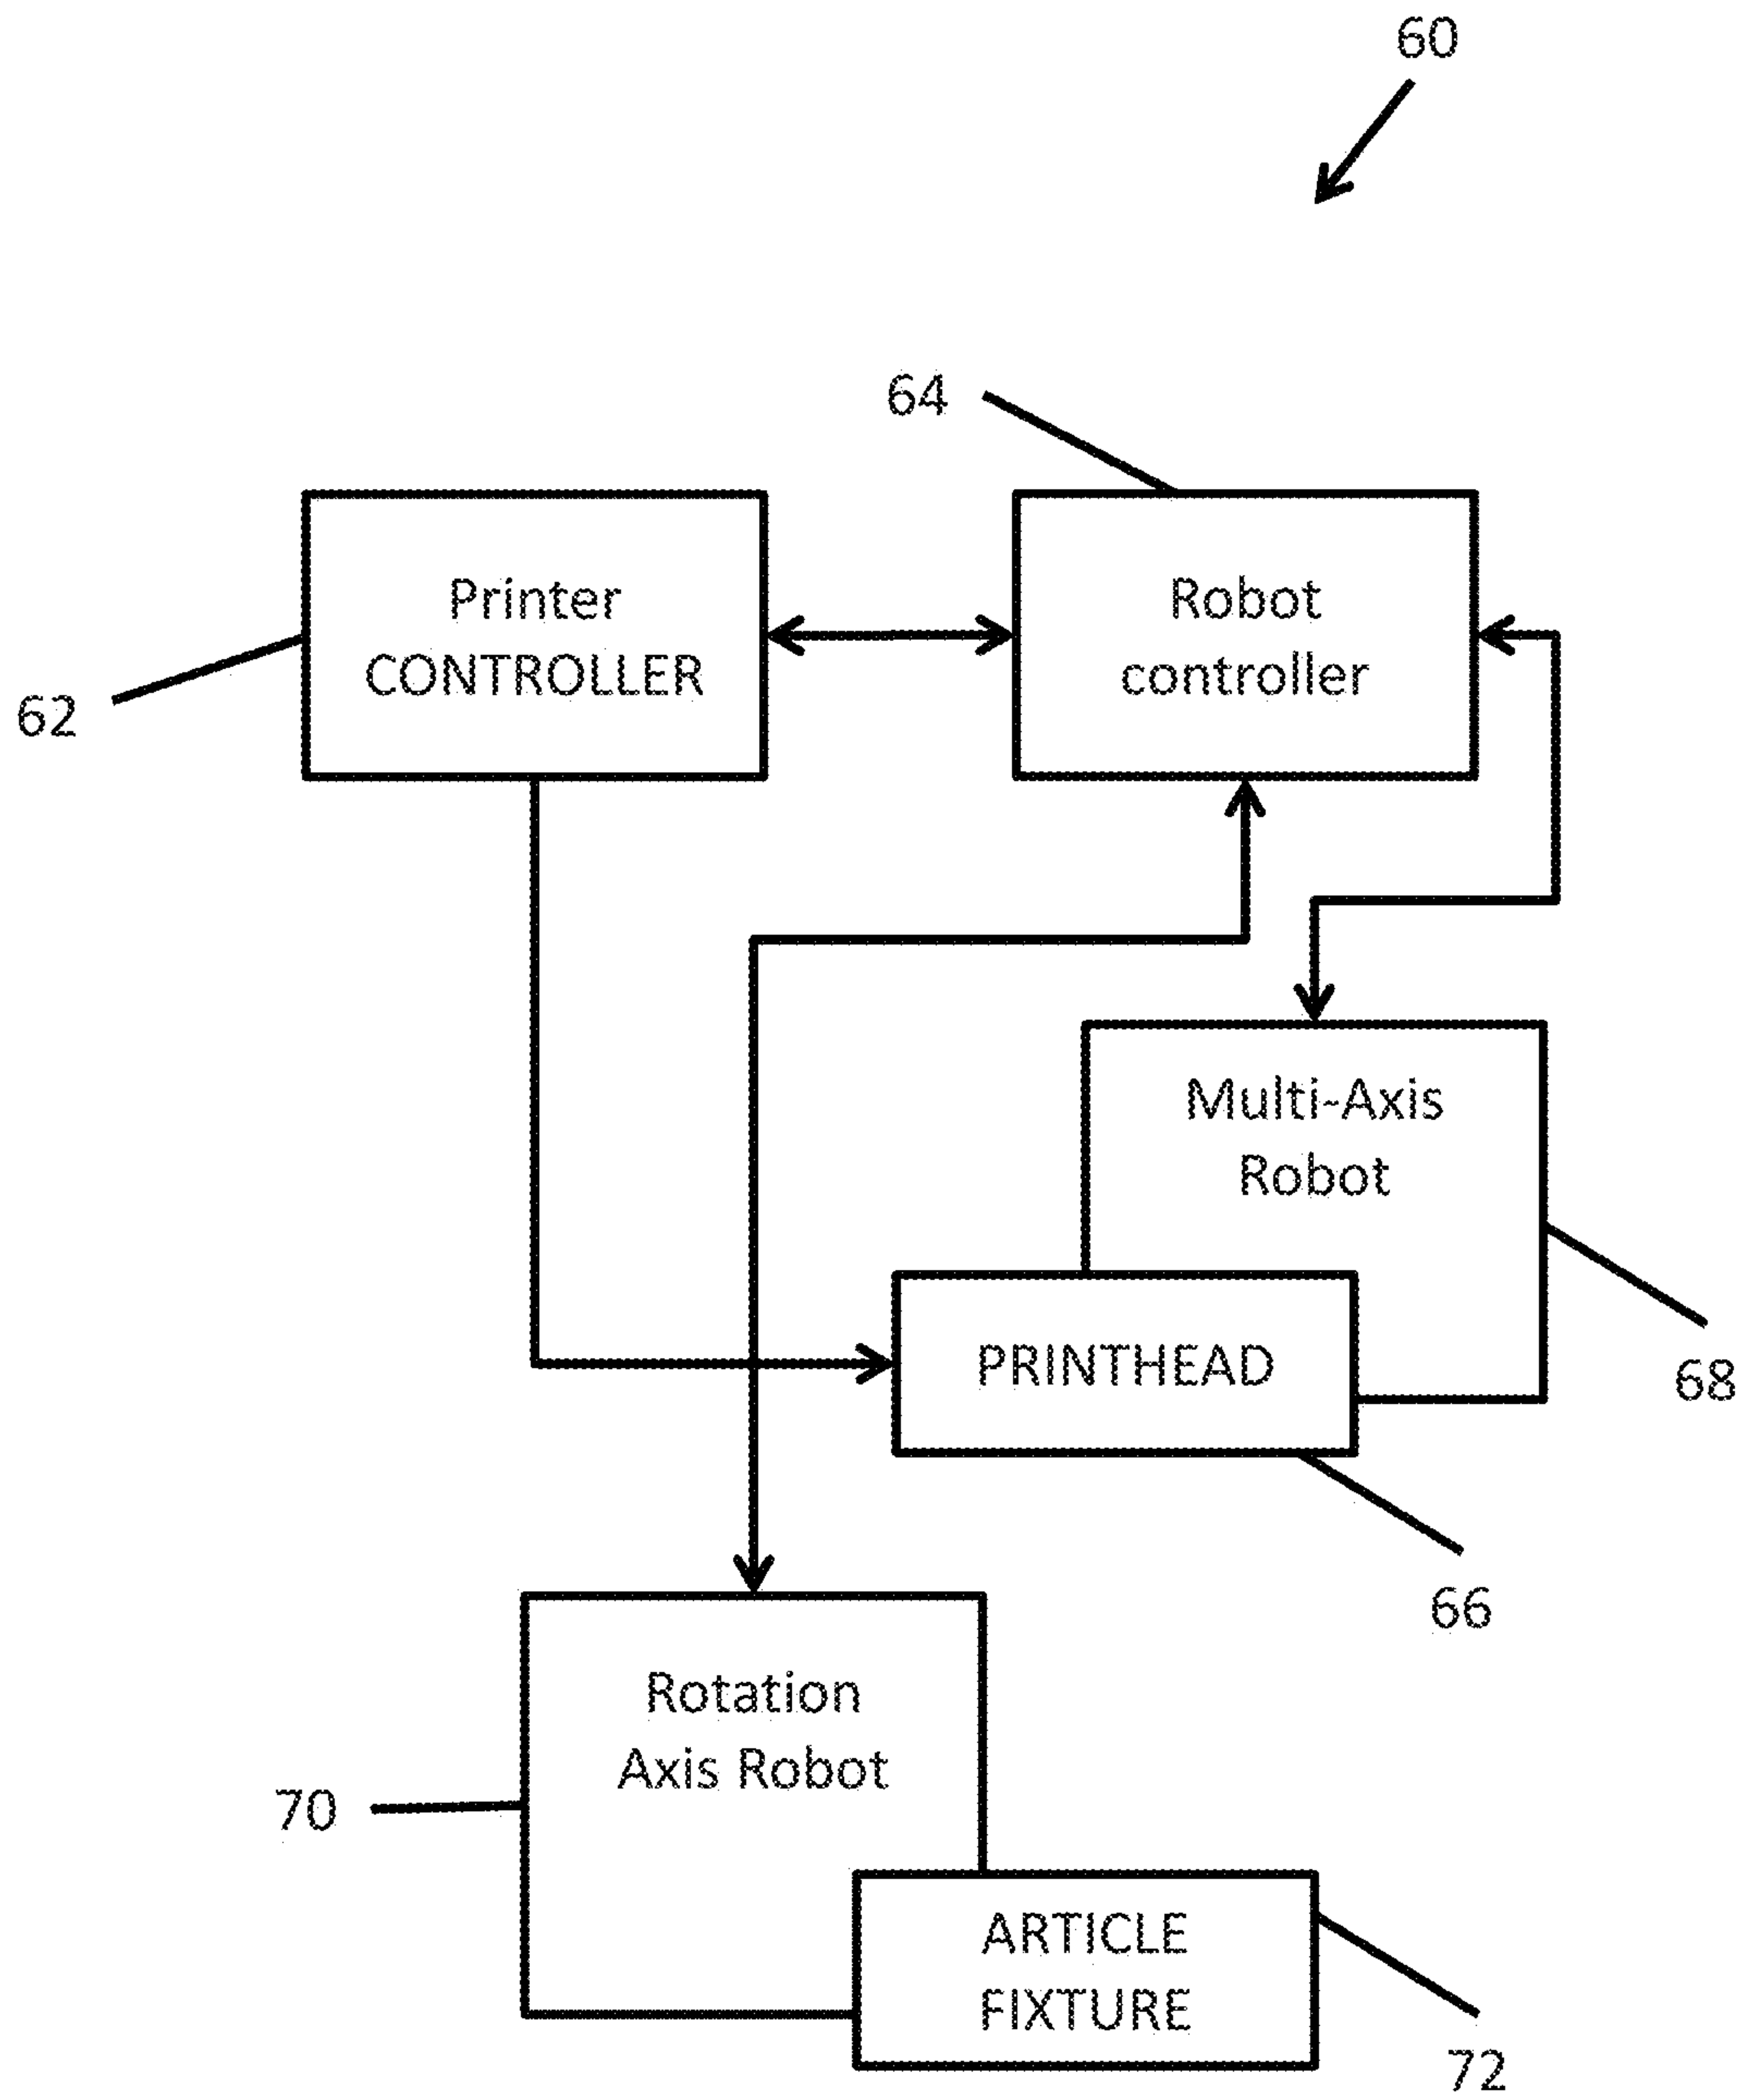 60
64
Printer
CONTROLLER
Robot
controller
62
Multi-Axis
Robot
PRINTHEAD
68
66
Rotation
Axis Robot
70
ARTICLE
FIXTURE
72